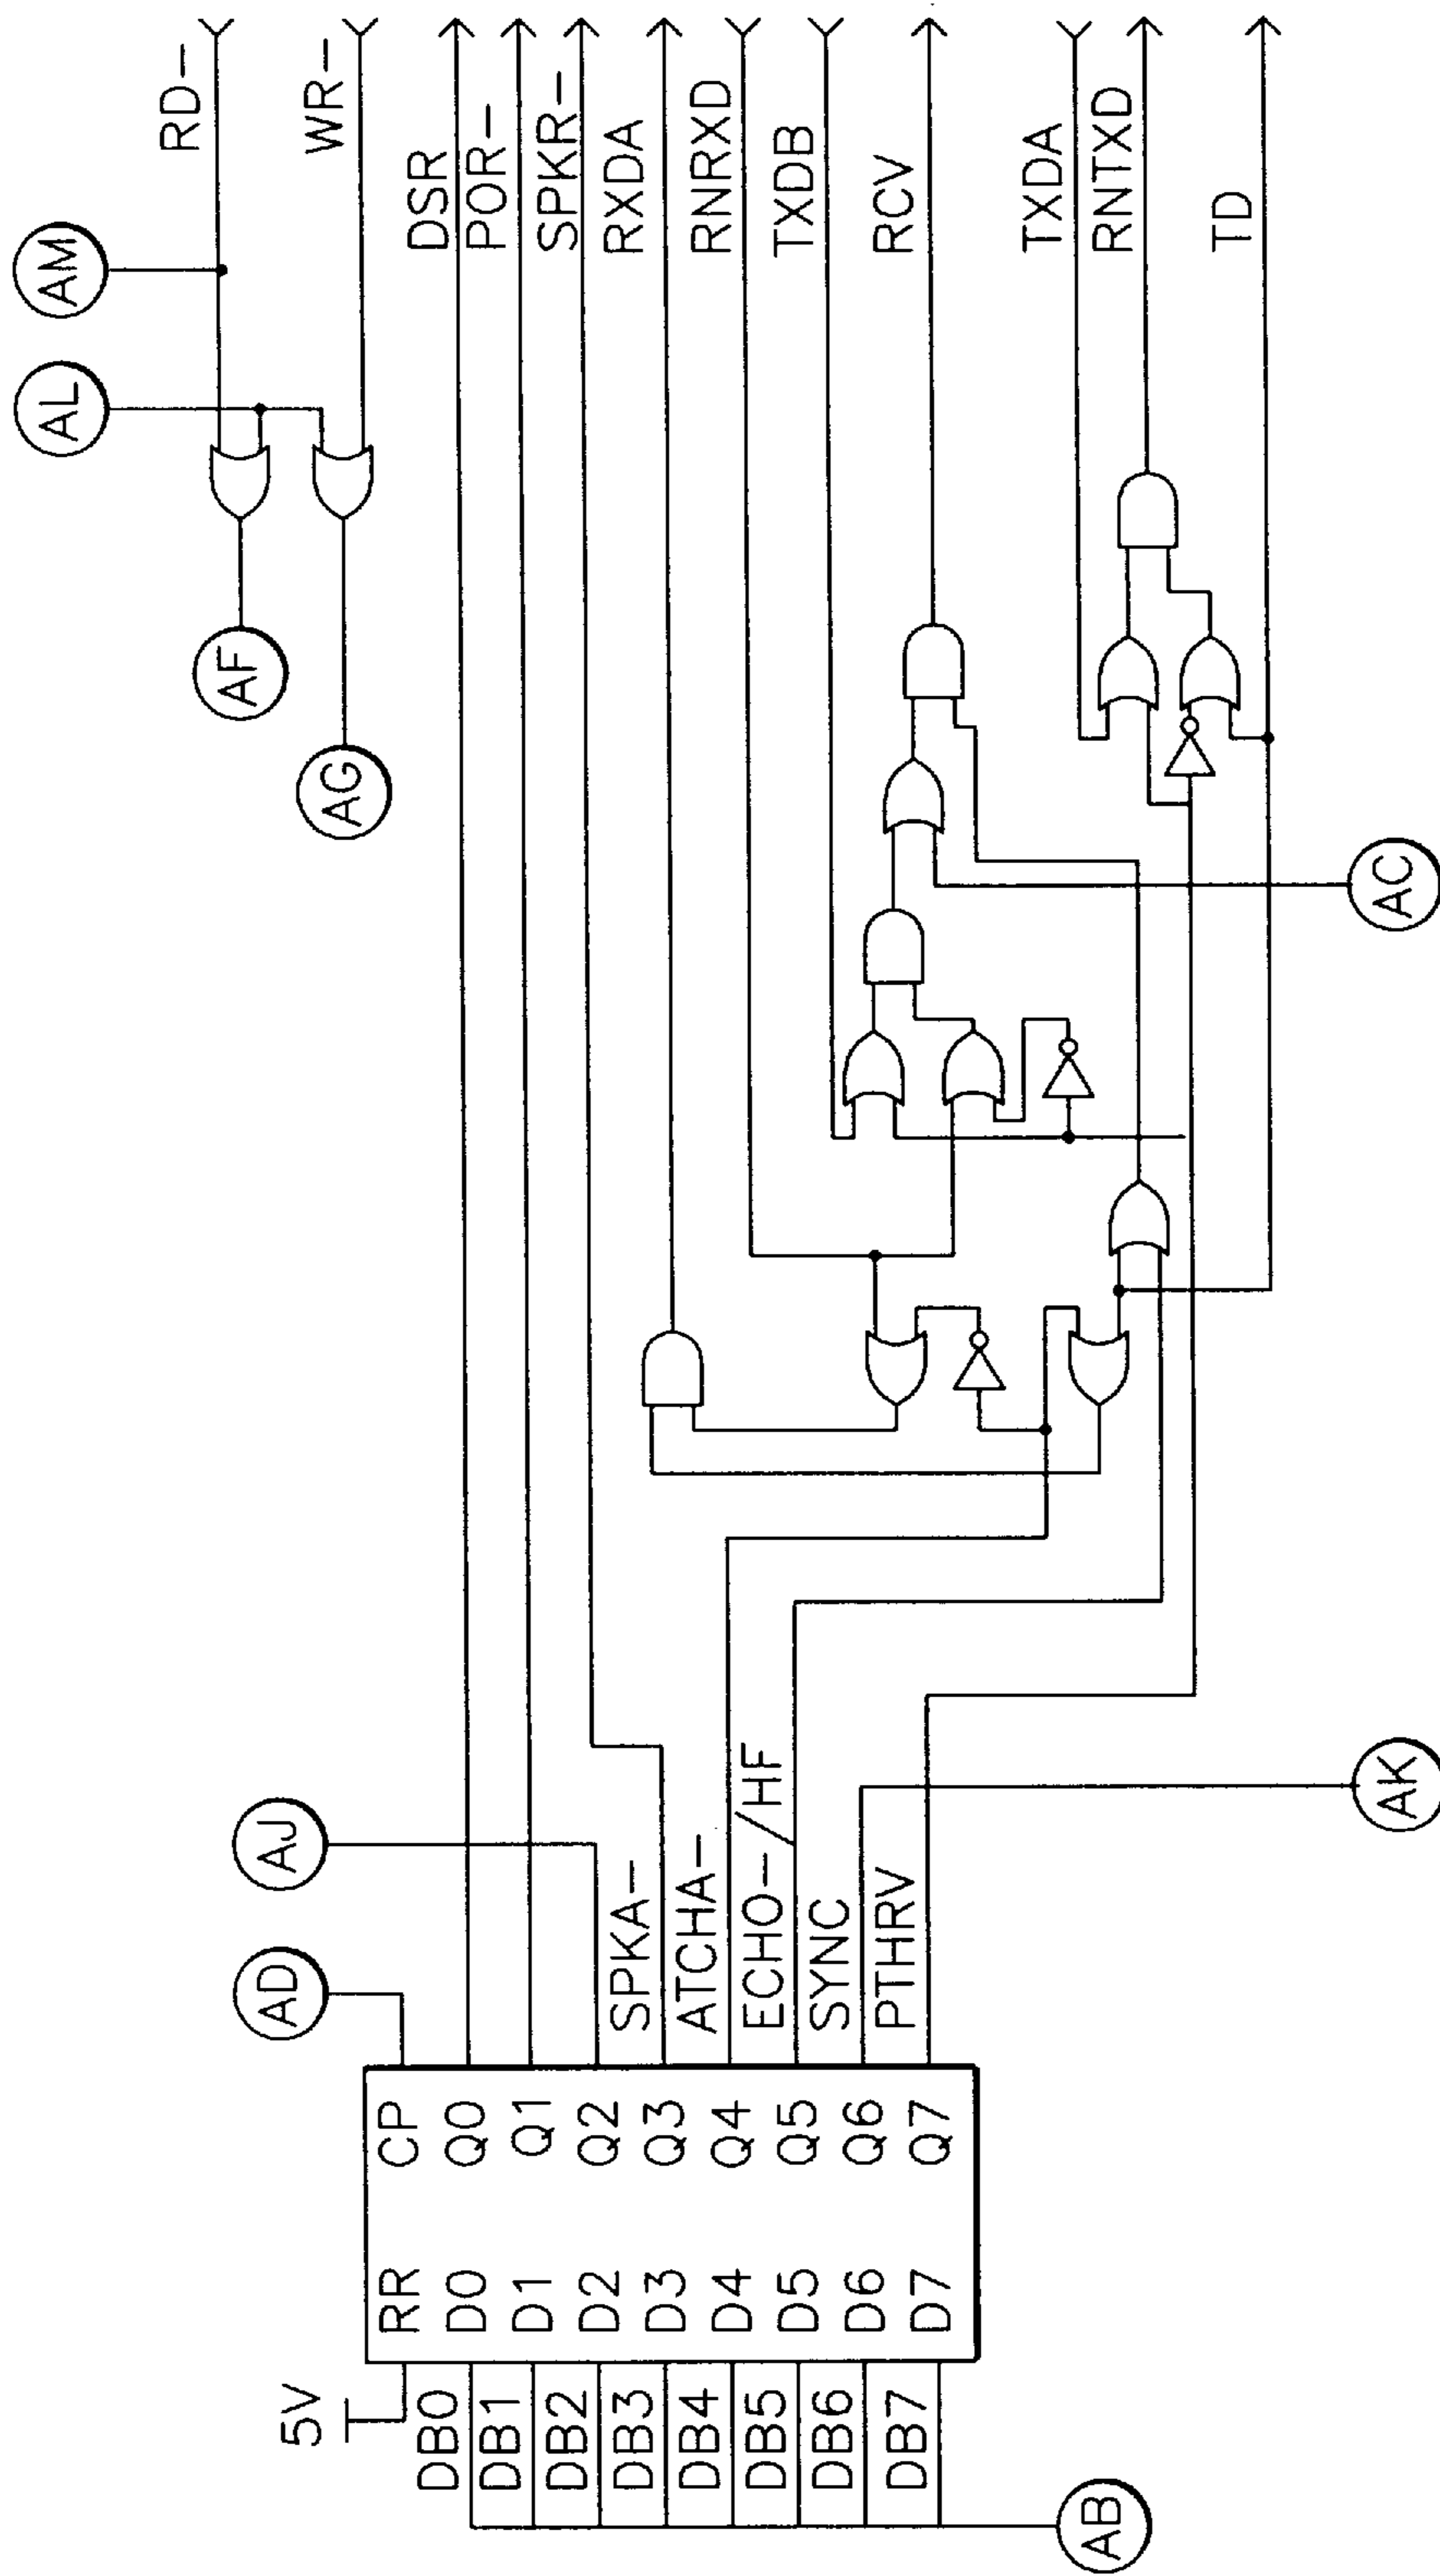 5V
DB0
DB1
DB2
DB3
DB4
DB5
DB6
DB7
AB
RR CP
D0 Q0
D1 Q1
D2 Q2
D3 Q3
D4 Q4
D5 Q5
D6 Q6
D7 Q7
AD
AJ
SPKA-
ATCHA-
ECHO-/HF
SYNC
PTHRV
AK
AC
AG
AF
AL
AM
RD-
WR-
DSR
POR-
SPKR-
RXDA
RNRXD
TXDB
RCV
TXDA
RNTXD
TD